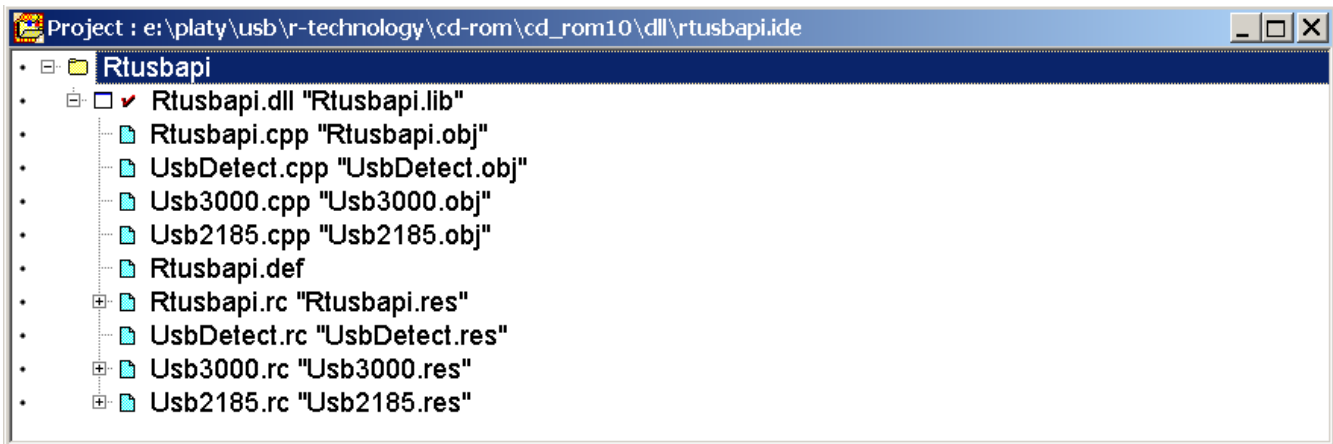 Project : e:\platy\usb\r-technology\cd-rom\cd_rom10\dll\rtusbapi.ide
Rtusbapi
Rtusbapi.dll "Rtusbapi.lib"
Rtusbapi.cpp "Rtusbapi.obj"
UsbDetect.cpp "UsbDetect.obj"
Usb3000.cpp "Usb3000.obj"
Usb2185.cpp "Usb2185.obj"
Rtusbapi.def
Rtusbapi.rc "Rtusbapi.res"
UsbDetect.rc "UsbDetect.res"
Usb3000.rc "Usb3000.res"
Usb2185.rc "Usb2185.res"